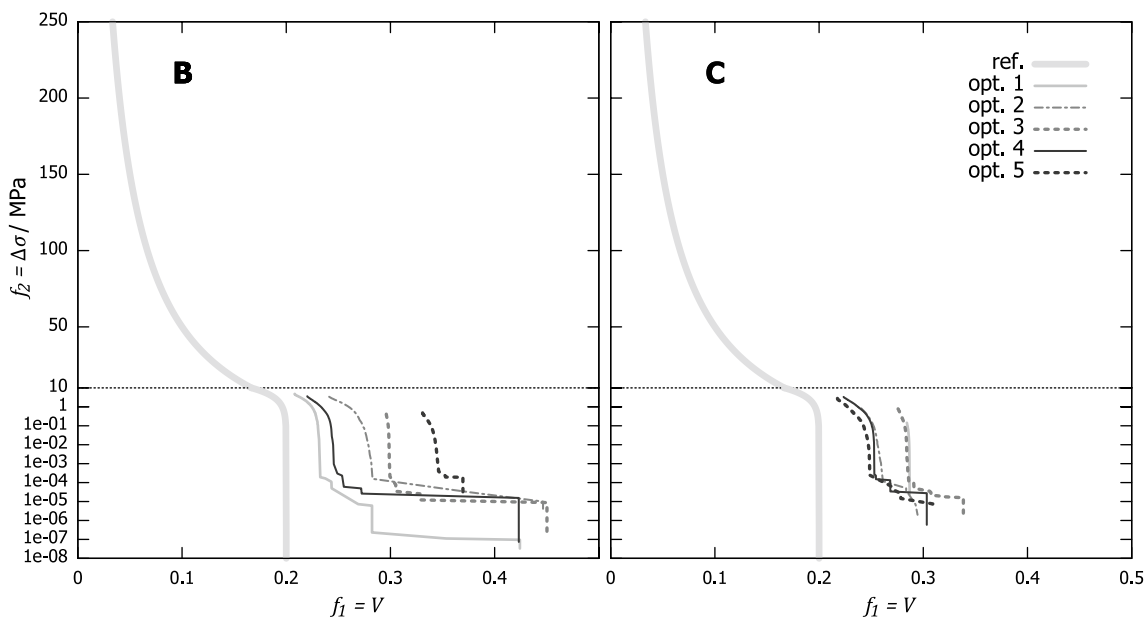 250
200
150
100
50
10
1
1e-01
1e-02
1e-03
1e-04
1e-05
1e-06
1e-07
1e-08
f₂ = Δσ / MPa
B
C
ref.
opt. 1
opt. 2
opt. 3
opt. 4
opt. 5
0 0.1 0.2 0.3 0.4 0 0.1 0.2 0.3 0.4 0.5
f₁ = V f₁ = V